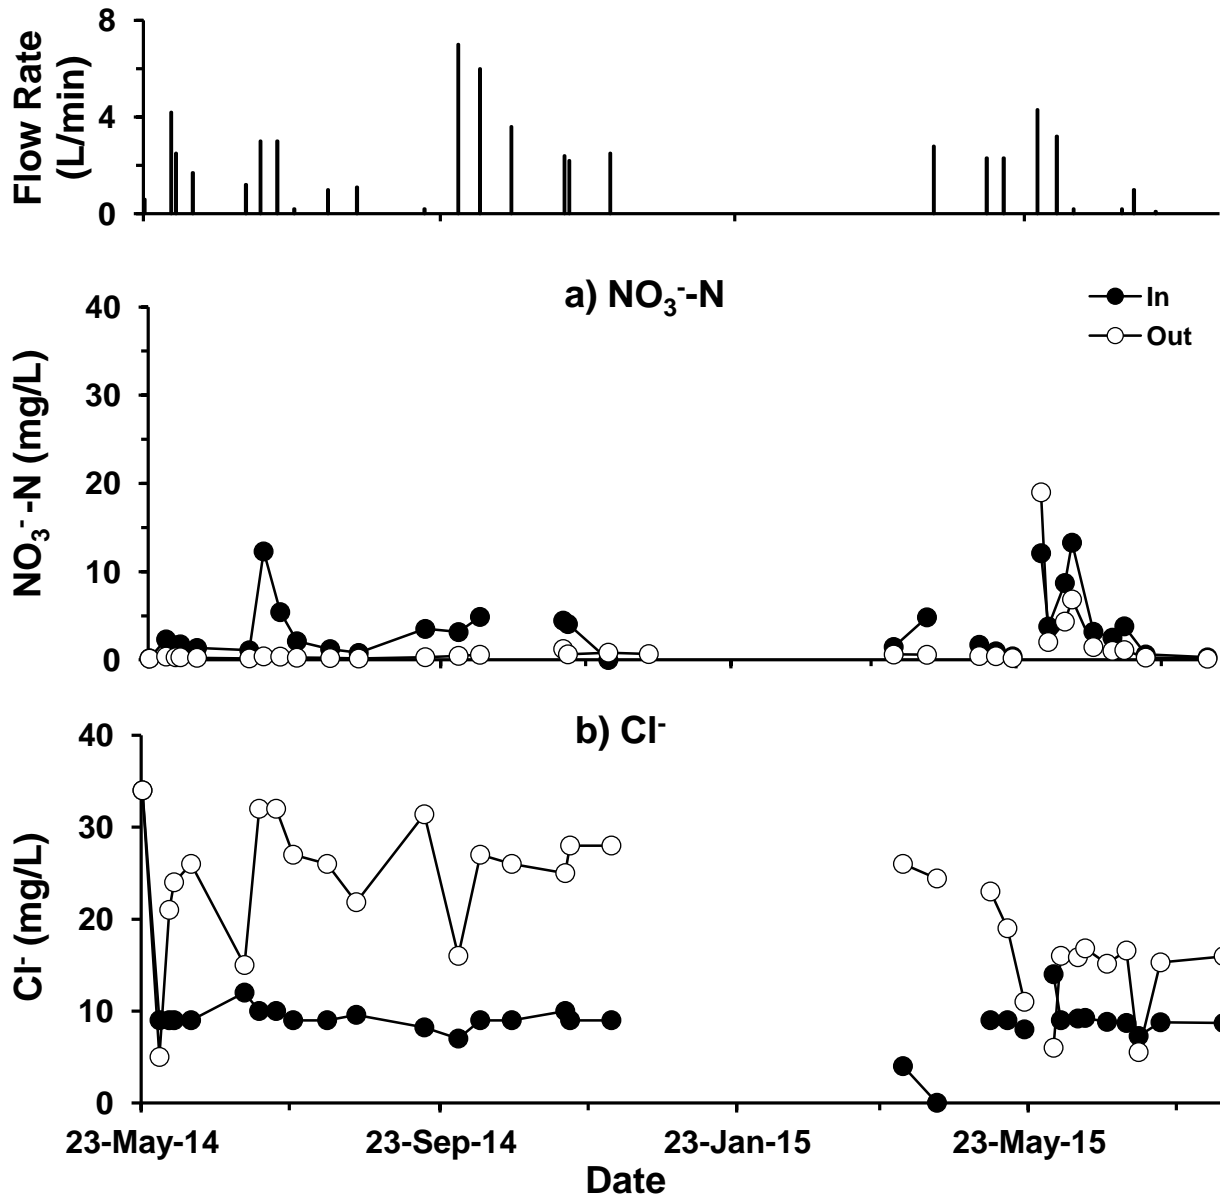 Flow Rate
(L/min)
8
4
0
a) NO₃⁻-N
In
Out
NO₃⁻ -N (mg/L)
40
30
20
10
0
b) Cl⁻
Cl⁻ (mg/L)
40
30
20
10
0
23-May-14 23-Sep-14 23-Jan-15 23-May-15
Date